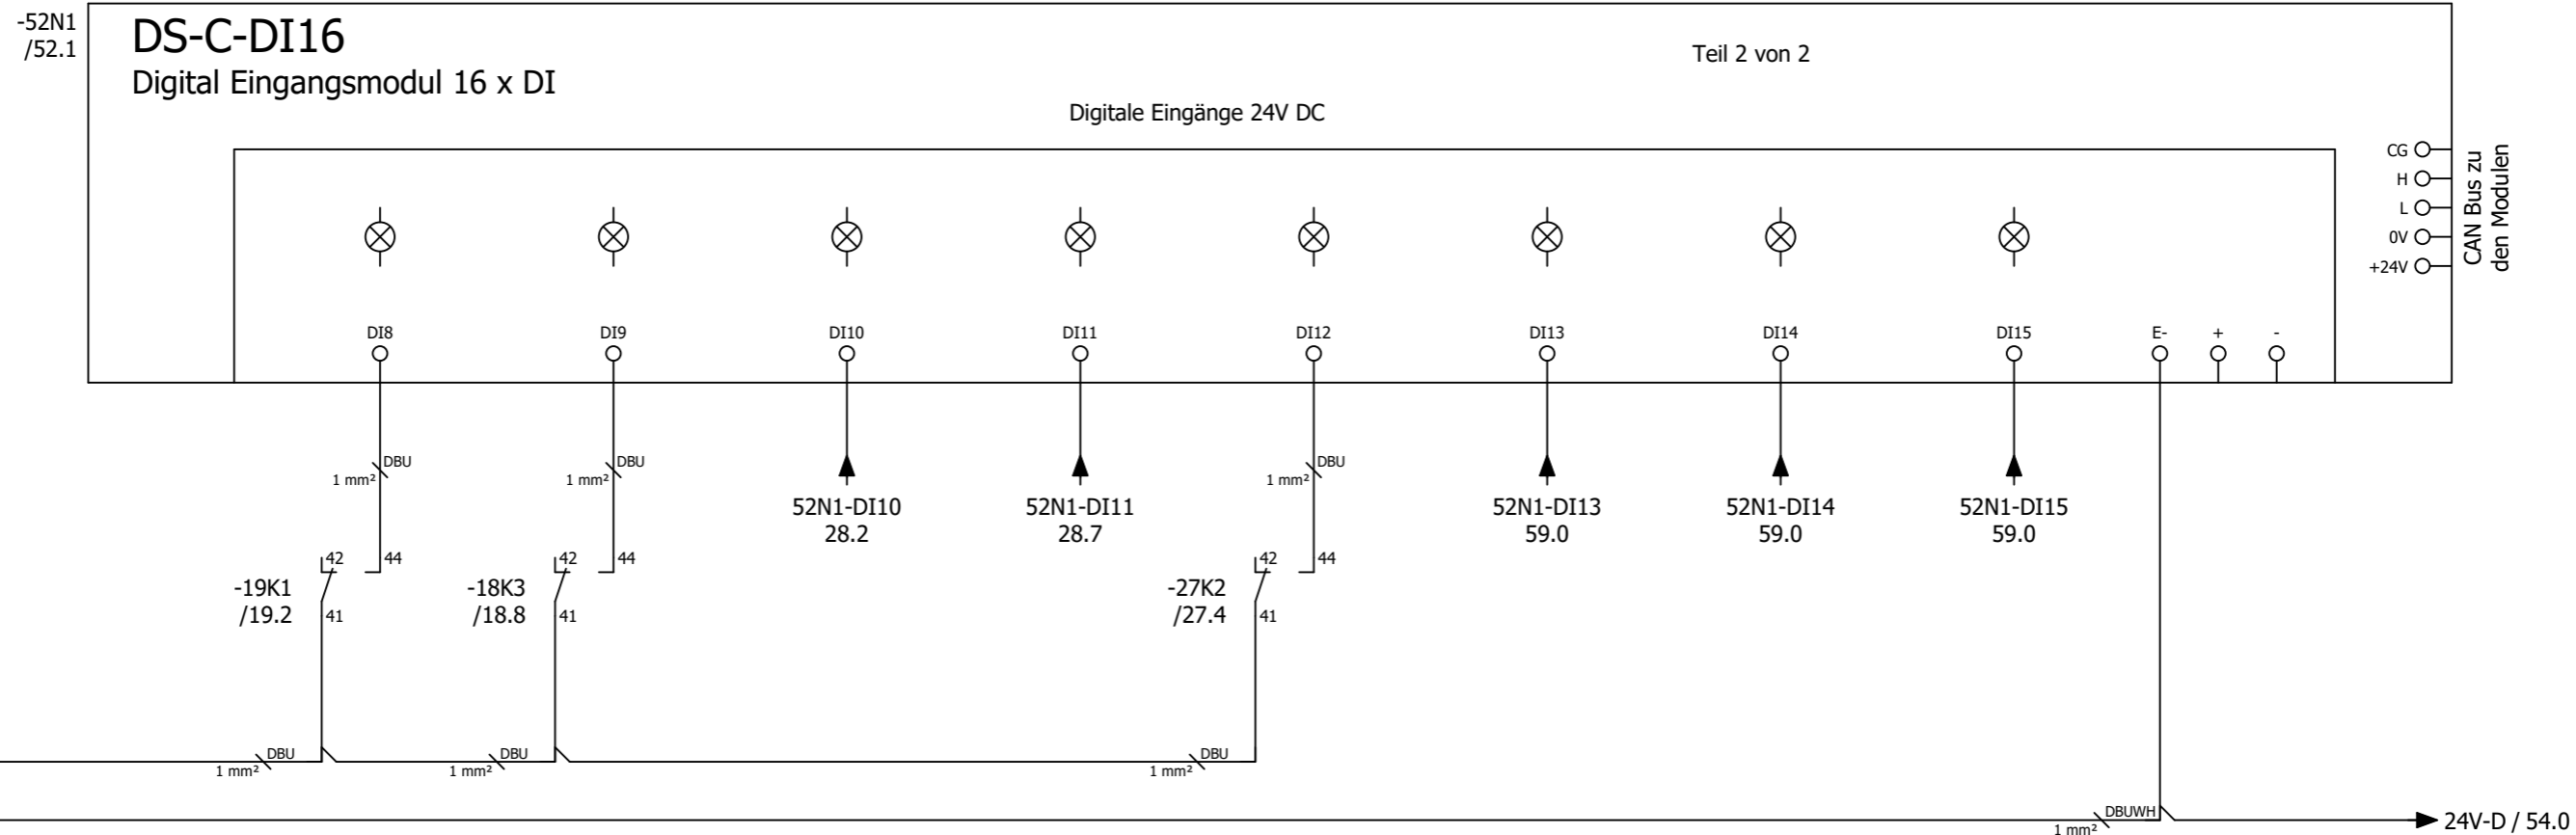 -52N1
/52.1
DS-C-DI16
Digital Eingangsmodul 16 x DI
Teil 2 von 2
Digitale Eingänge 24V DC
CG
H
L
0V
+24V
CAN Bus zu
den Modulen
DI8
DI9
DI10
DI11
DI12
DI13
DI14
DI15
E-
+
-
DBU
1 mm²
DBU
1 mm²
DBU
1 mm²
52N1-DI10
28.2
52N1-DI11
28.7
52N1-DI13
59.0
52N1-DI14
59.0
52N1-DI15
59.0
42
44
-19K1
/19.2
41
42
44
-18K3
/18.8
41
42
44
-27K2
/27.4
41
DBU
1 mm²
DBU
1 mm²
DBU
1 mm²
DBUWH
1 mm²
24V-D / 54.0